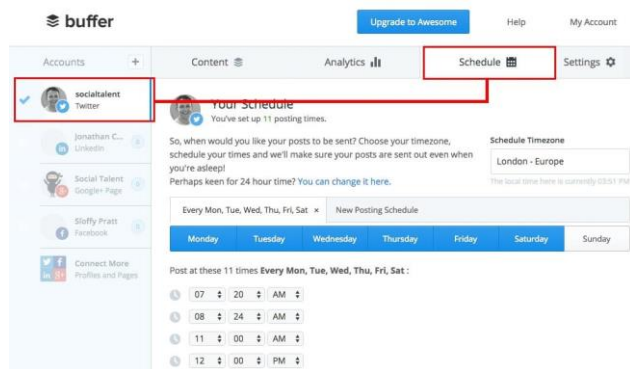 buffer
Upgrade to Awesome
Help
My Account
Accounts
+
Content
Analytics
Schedule
Settings
socialtalent
Twitter
Jonathan C...
LinkedIn
Social Talent
Google+ Page
Sloffy Pratt
Facebook
Connect More
Profiles and Pages
Your Schedule
You've set up 11 posting times.
So, when would you like your posts to be sent? Choose your timezone,
schedule your times and we'll make sure your posts are sent out even when
you're asleep!
Perhaps keen for 24 hour time? You can change it here.
Schedule Timezone
London - Europe
The local time here is currently 03:51 PM
Every Mon, Tue, Wed, Thu, Fri, Sat ×
New Posting Schedule
Monday Tuesday Wednesday Thursday Friday Saturday Sunday
Post at these 11 times Every Mon, Tue, Wed, Thu, Fri, Sat :
07 20 AM
08 24 AM
11 00 AM
12 00 PM